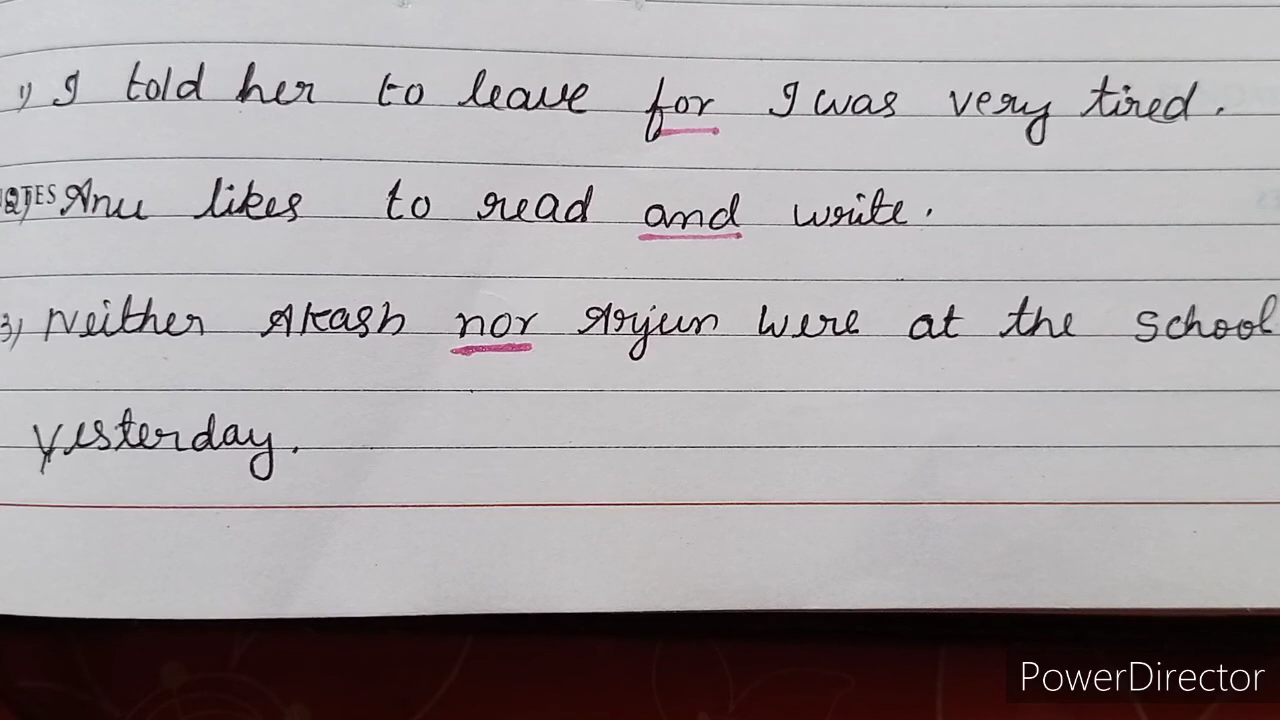 1) I told her to leave for I was very tired.
2) Anu likes to read and write.
3) Neither Akash nor Arjun were at the school
yesterday.
PowerDirector